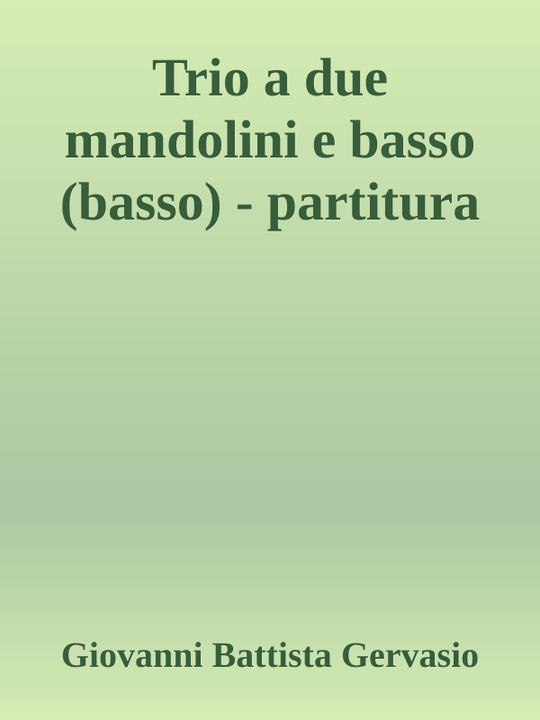 Trio a due
mandolini e basso
(basso) - partitura
Giovanni Battista Gervasio